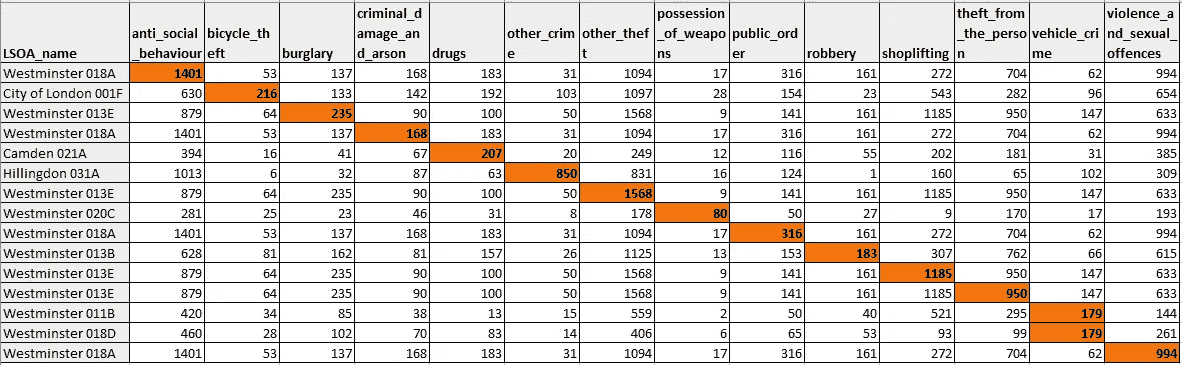 LSOA_name anti_social_behaviour bicycle_theft burglary criminal_damage_and_arson drugs other_crime other_theft possession_of_weapons public_order robbery shoplifting theft_from_the_person vehicle_crime violence_and_sexual_offences
Westminster 018A 1401 53 137 168 183 31 1094 17 316 161 272 704 62 994
City of London 001F 630 216 133 142 192 103 1097 28 154 23 543 282 96 654
Westminster 013E 879 64 235 90 100 50 1568 9 141 161 1185 950 147 633
Westminster 018A 1401 53 137 168 183 31 1094 17 316 161 272 704 62 994
Camden 021A 394 16 41 67 207 20 249 12 116 55 202 181 31 385
Hillingdon 031A 1013 6 32 87 63 850 831 16 124 1 160 65 102 309
Westminster 013E 879 64 235 90 100 50 1568 9 141 161 1185 950 147 633
Westminster 020C 281 25 23 46 31 8 178 80 50 27 9 170 17 193
Westminster 018A 1401 53 137 168 183 31 1094 17 316 161 272 704 62 994
Westminster 013B 628 81 162 81 157 26 1125 13 153 183 307 762 66 615
Westminster 013E 879 64 235 90 100 50 1568 9 141 161 1185 950 147 633
Westminster 013E 879 64 235 90 100 50 1568 9 141 161 1185 950 147 633
Westminster 011B 420 34 85 38 13 15 559 2 50 40 521 295 179 144
Westminster 018D 460 28 102 70 83 14 406 6 65 53 93 99 179 261
Westminster 018A 1401 53 137 168 183 31 1094 17 316 161 272 704 62 994